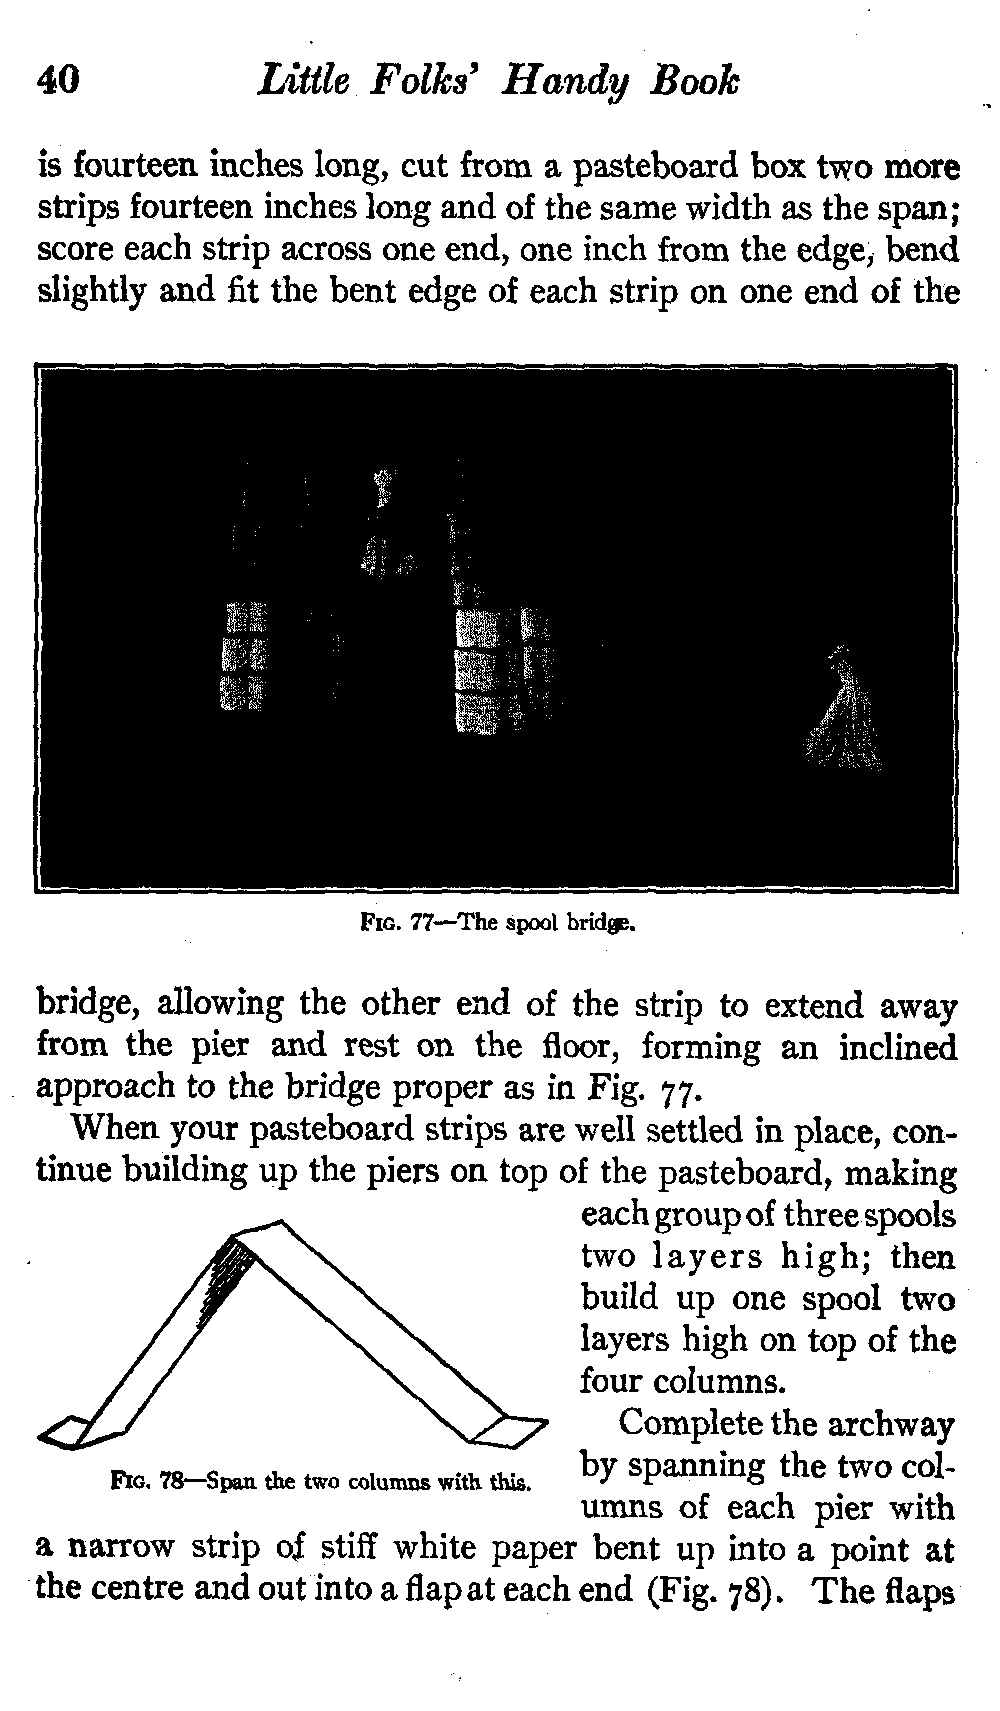 40 Little Folks' Handy Book
is fourteen inches long, cut from a pasteboard box two more
strips fourteen inches long and of the same width as the span;
score each strip across one end, one inch from the edge, bend
slightly and fit the bent edge of each strip on one end of the
FIG. 77—The spool bridge.
bridge, allowing the other end of the strip to extend away
from the pier and rest on the floor, forming an inclined
approach to the bridge proper as in Fig. 77.
When your pasteboard strips are well settled in place, con-
tinue building up the piers on top of the pasteboard, making
each group of three spools
two layers high; then
build up one spool two
layers high on top of the
four columns.
Complete the archway
by spanning the two col-
umns of each pier with
FIG. 78—Span the two columns with this.
a narrow strip of stiff white paper bent up into a point at
the centre and out into a flap at each end (Fig. 78). The flaps